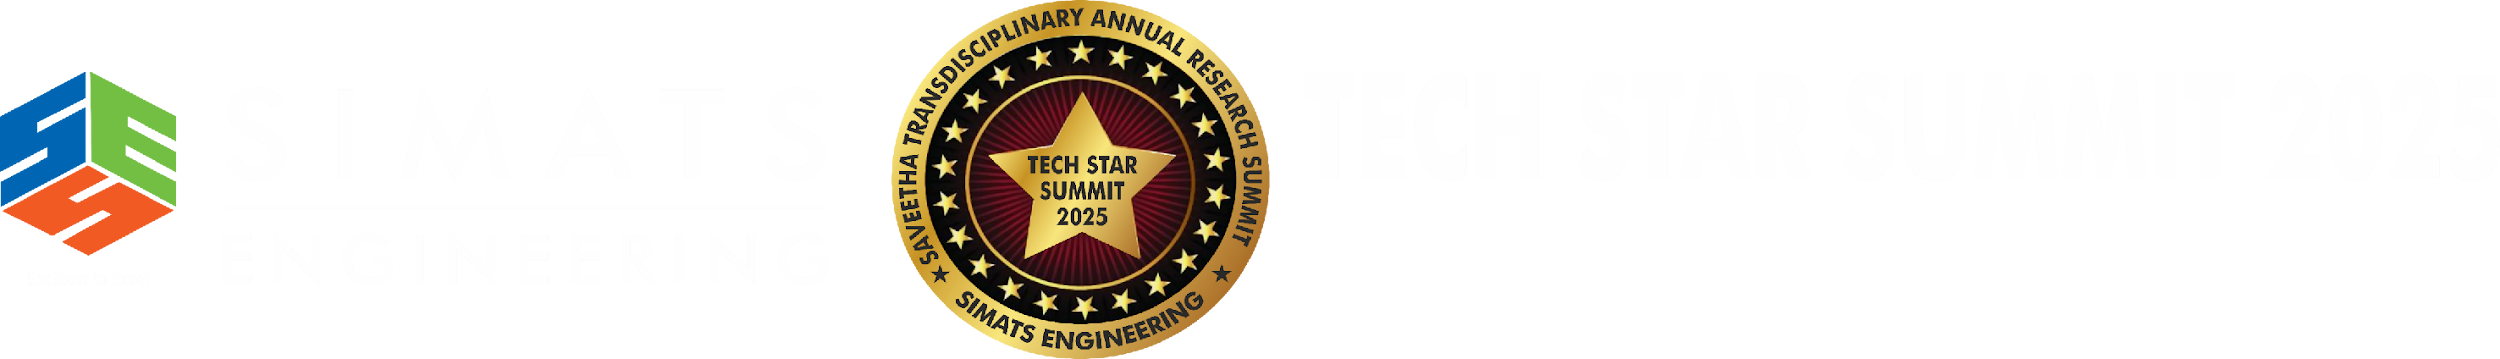 SIMATS
ENGINEERING
SAVEETHA TRANSDISCIPLINARY ANNUAL RESEARCH SUMMIT
TECH STAR
SUMMIT
2025
SIMATS ENGINEERING
TECH STAR SUMMIT 2025